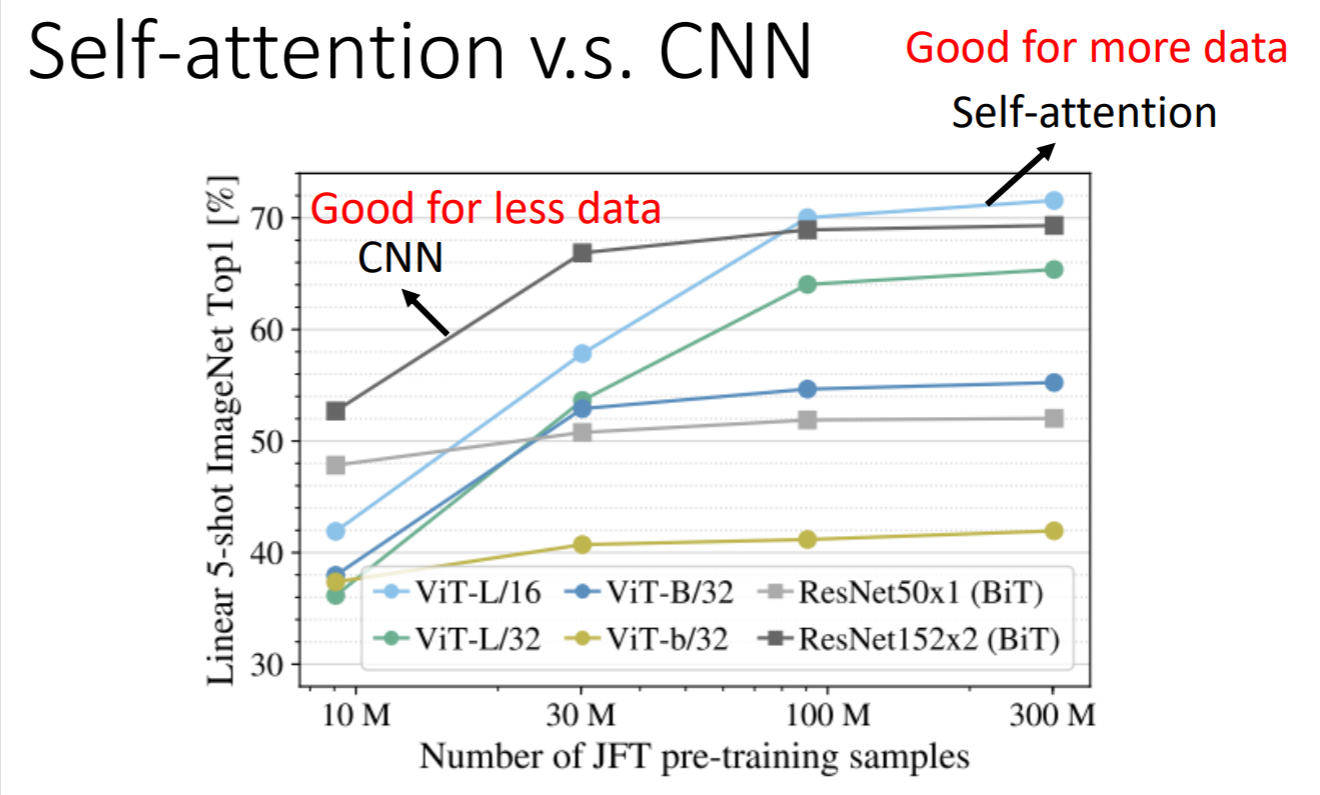 Self-attention v.s. CNN
Good for more data
Self-attention
Good for less data
CNN
Linear 5-shot ImageNet Top1 [%]
70
60
50
40
30
ViT-L/16 ViT-B/32 ResNet50x1 (BiT)
ViT-L/32 ViT-b/32 ResNet152x2 (BiT)
10 M 30 M 100 M 300 M
Number of JFT pre-training samples